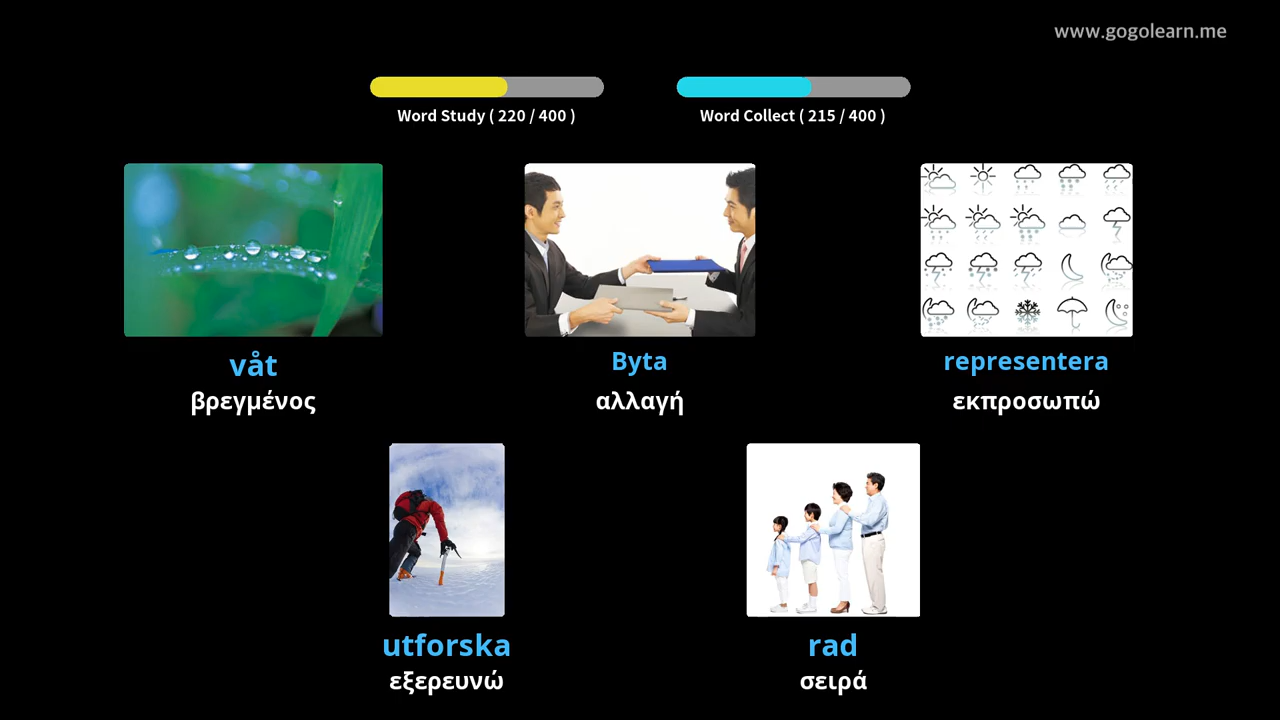 www.gogolearn.me
Word Study ( 220 / 400 )
Word Collect ( 215 / 400 )
våt
βρεγμένος
Byta
αλλαγή
representera
εκπροσωπώ
utforska
εξερευνώ
rad
σειρά